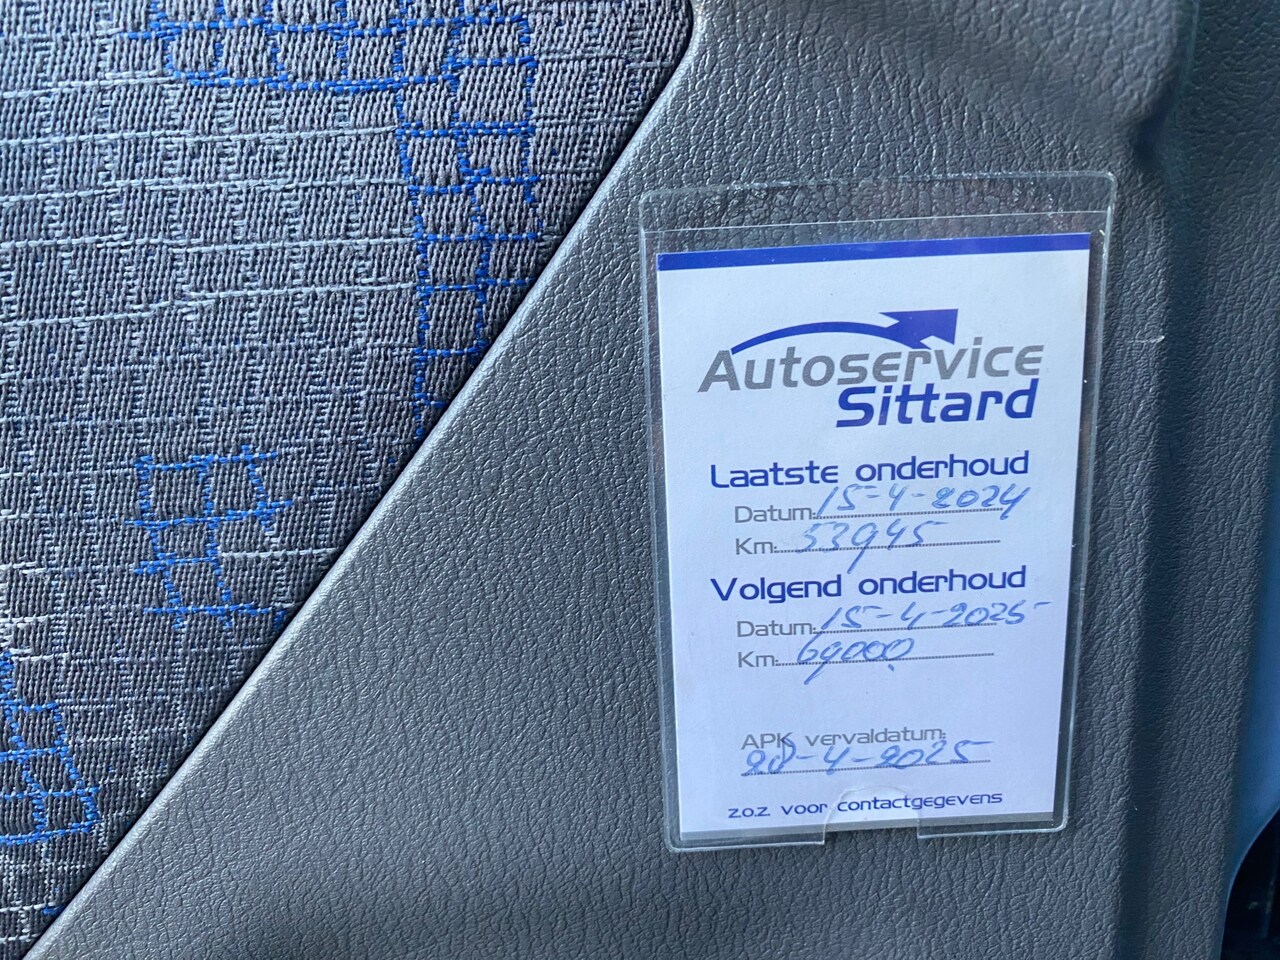 Autoservice
Sittard
Laatste onderhoud
Datum: 15-4-2024
Km: 53945
Volgend onderhoud
Datum: 15-4-2025
Km: 69000
APK vervaldatum:
28-4-2025
z.o.z. voor contactgegevens